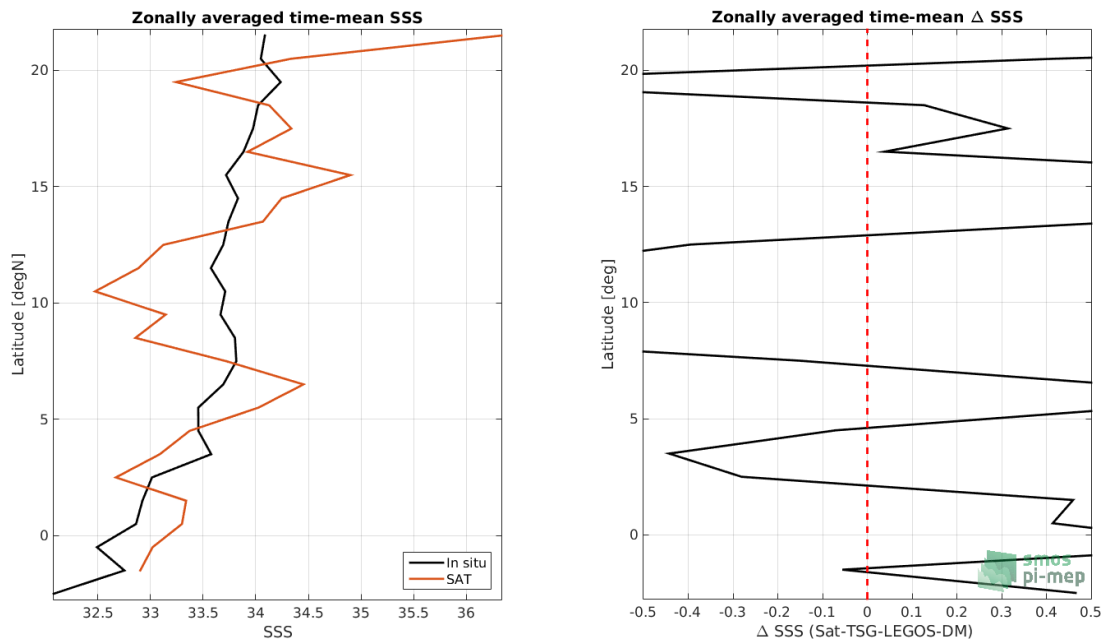 Zonally averaged time-mean SSS
20
15
10
5
0
Latitude [degN]
32.5 33 33.5 34 34.5 35 35.5 36
SSS
In situ
SAT
Zonally averaged time-mean Δ SSS
20
15
10
5
0
Latitude [deg]
-0.5 -0.4 -0.3 -0.2 -0.1 0 0.1 0.2 0.3 0.4 0.5
Δ SSS (Sat-TSG-LEGOS-DM)
smos
pi-mep